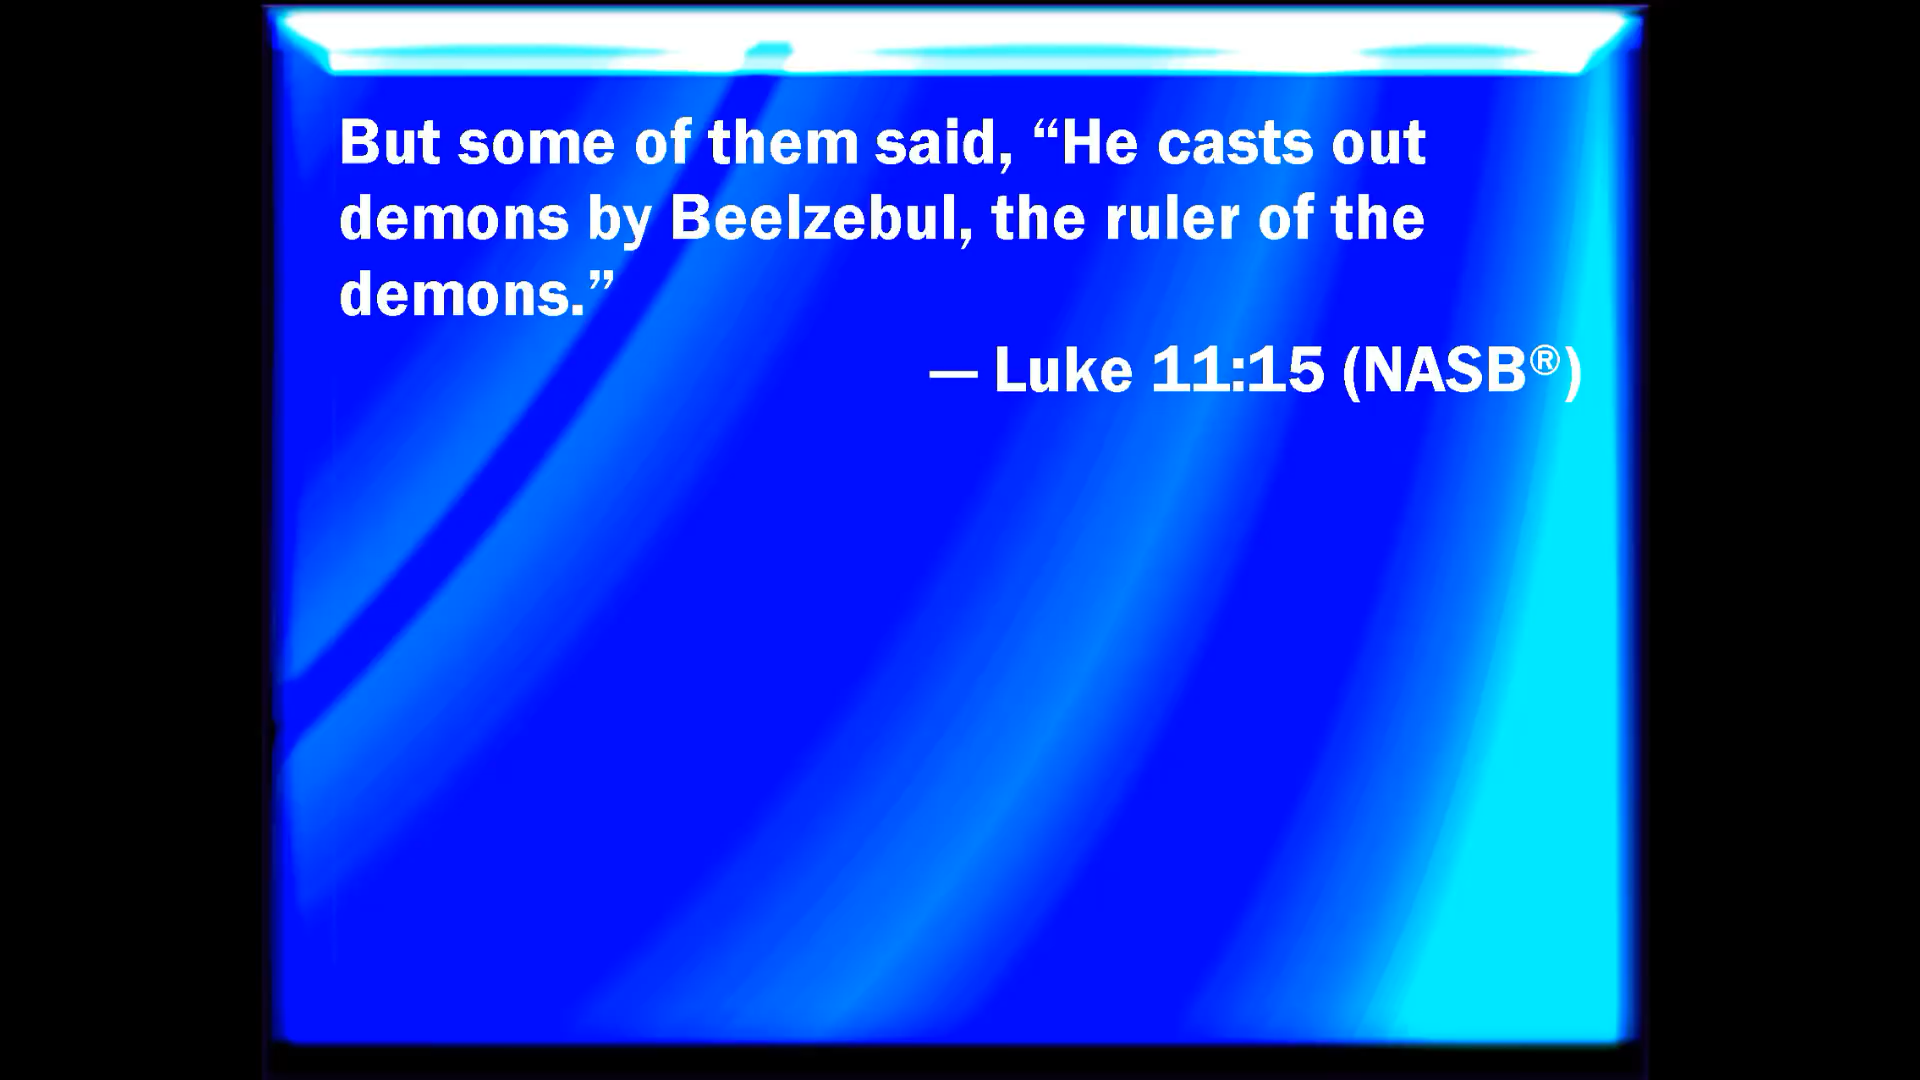 But some of them said, “He casts out
demons by Beelzebul, the ruler of the
demons.”
— Luke 11:15 (NASB®)